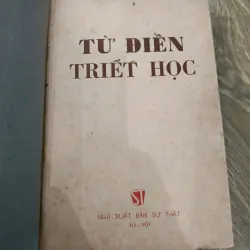 TỪ ĐIỂN
TRIẾT HỌC
ST
NHÀ XUẤT BẢN SỰ THẬT
HÀ-NỘI